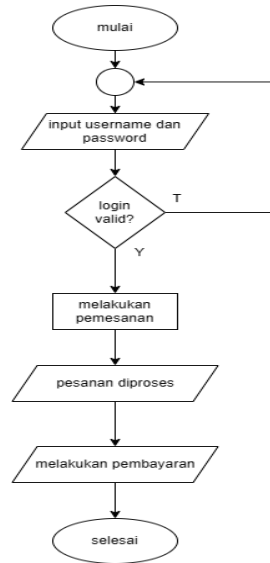 mulai
input username dan
password
login
valid?
T
Y
melakukan
pemesanan
pesanan diproses
melakukan pembayaran
selesai